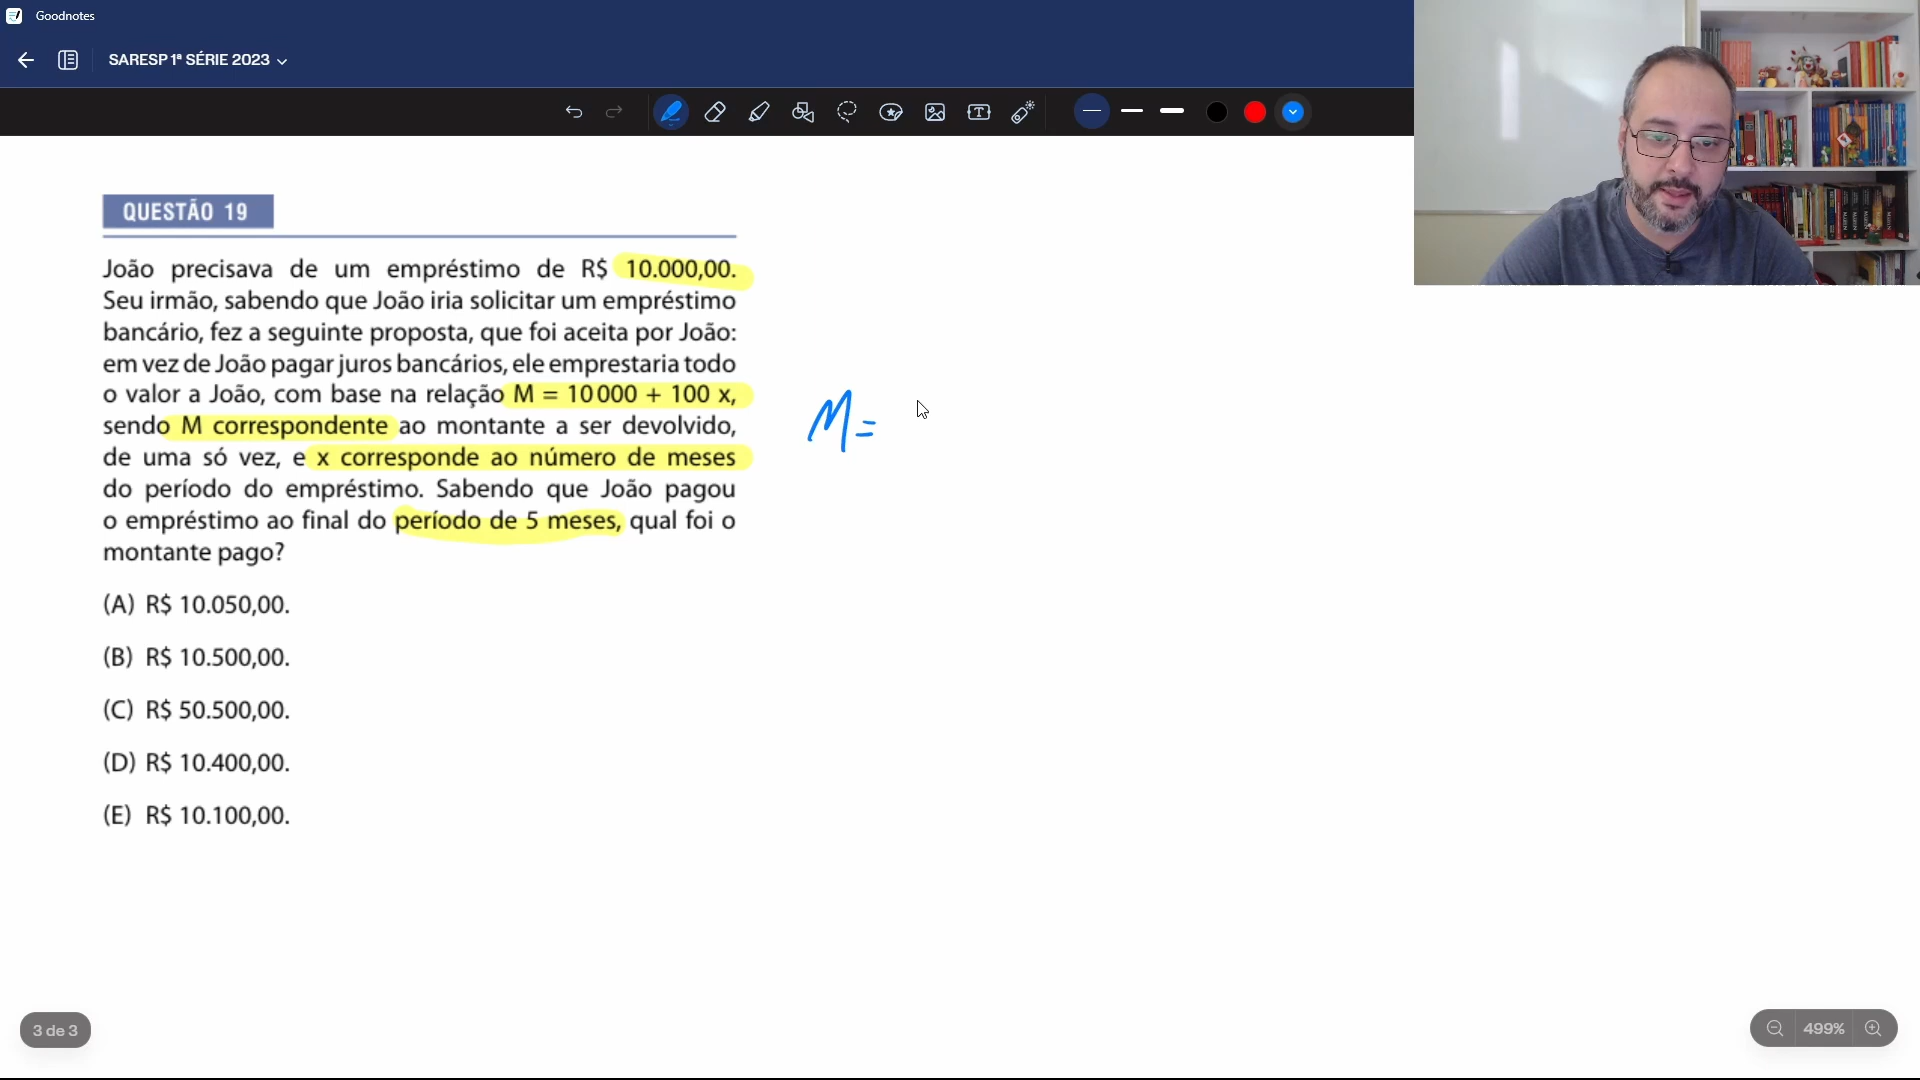 Goodnotes
SARESP 1ª SÉRIE 2023
QUESTÃO 19
João precisava de um empréstimo de R$ 10.000,00.
Seu irmão, sabendo que João iria solicitar um empréstimo
bancário, fez a seguinte proposta, que foi aceita por João:
em vez de João pagar juros bancários, ele emprestaria todo
o valor a João, com base na relação M = 10 000 + 100 x,
sendo M correspondente ao montante a ser devolvido,
de uma só vez, e x corresponde ao número de meses
do período do empréstimo. Sabendo que João pagou
o empréstimo ao final do período de 5 meses, qual foi o
montante pago?
(A) R$ 10.050,00.
(B) R$ 10.500,00.
(C) R$ 50.500,00.
(D) R$ 10.400,00.
(E) R$ 10.100,00.
M =
3 de 3
499%